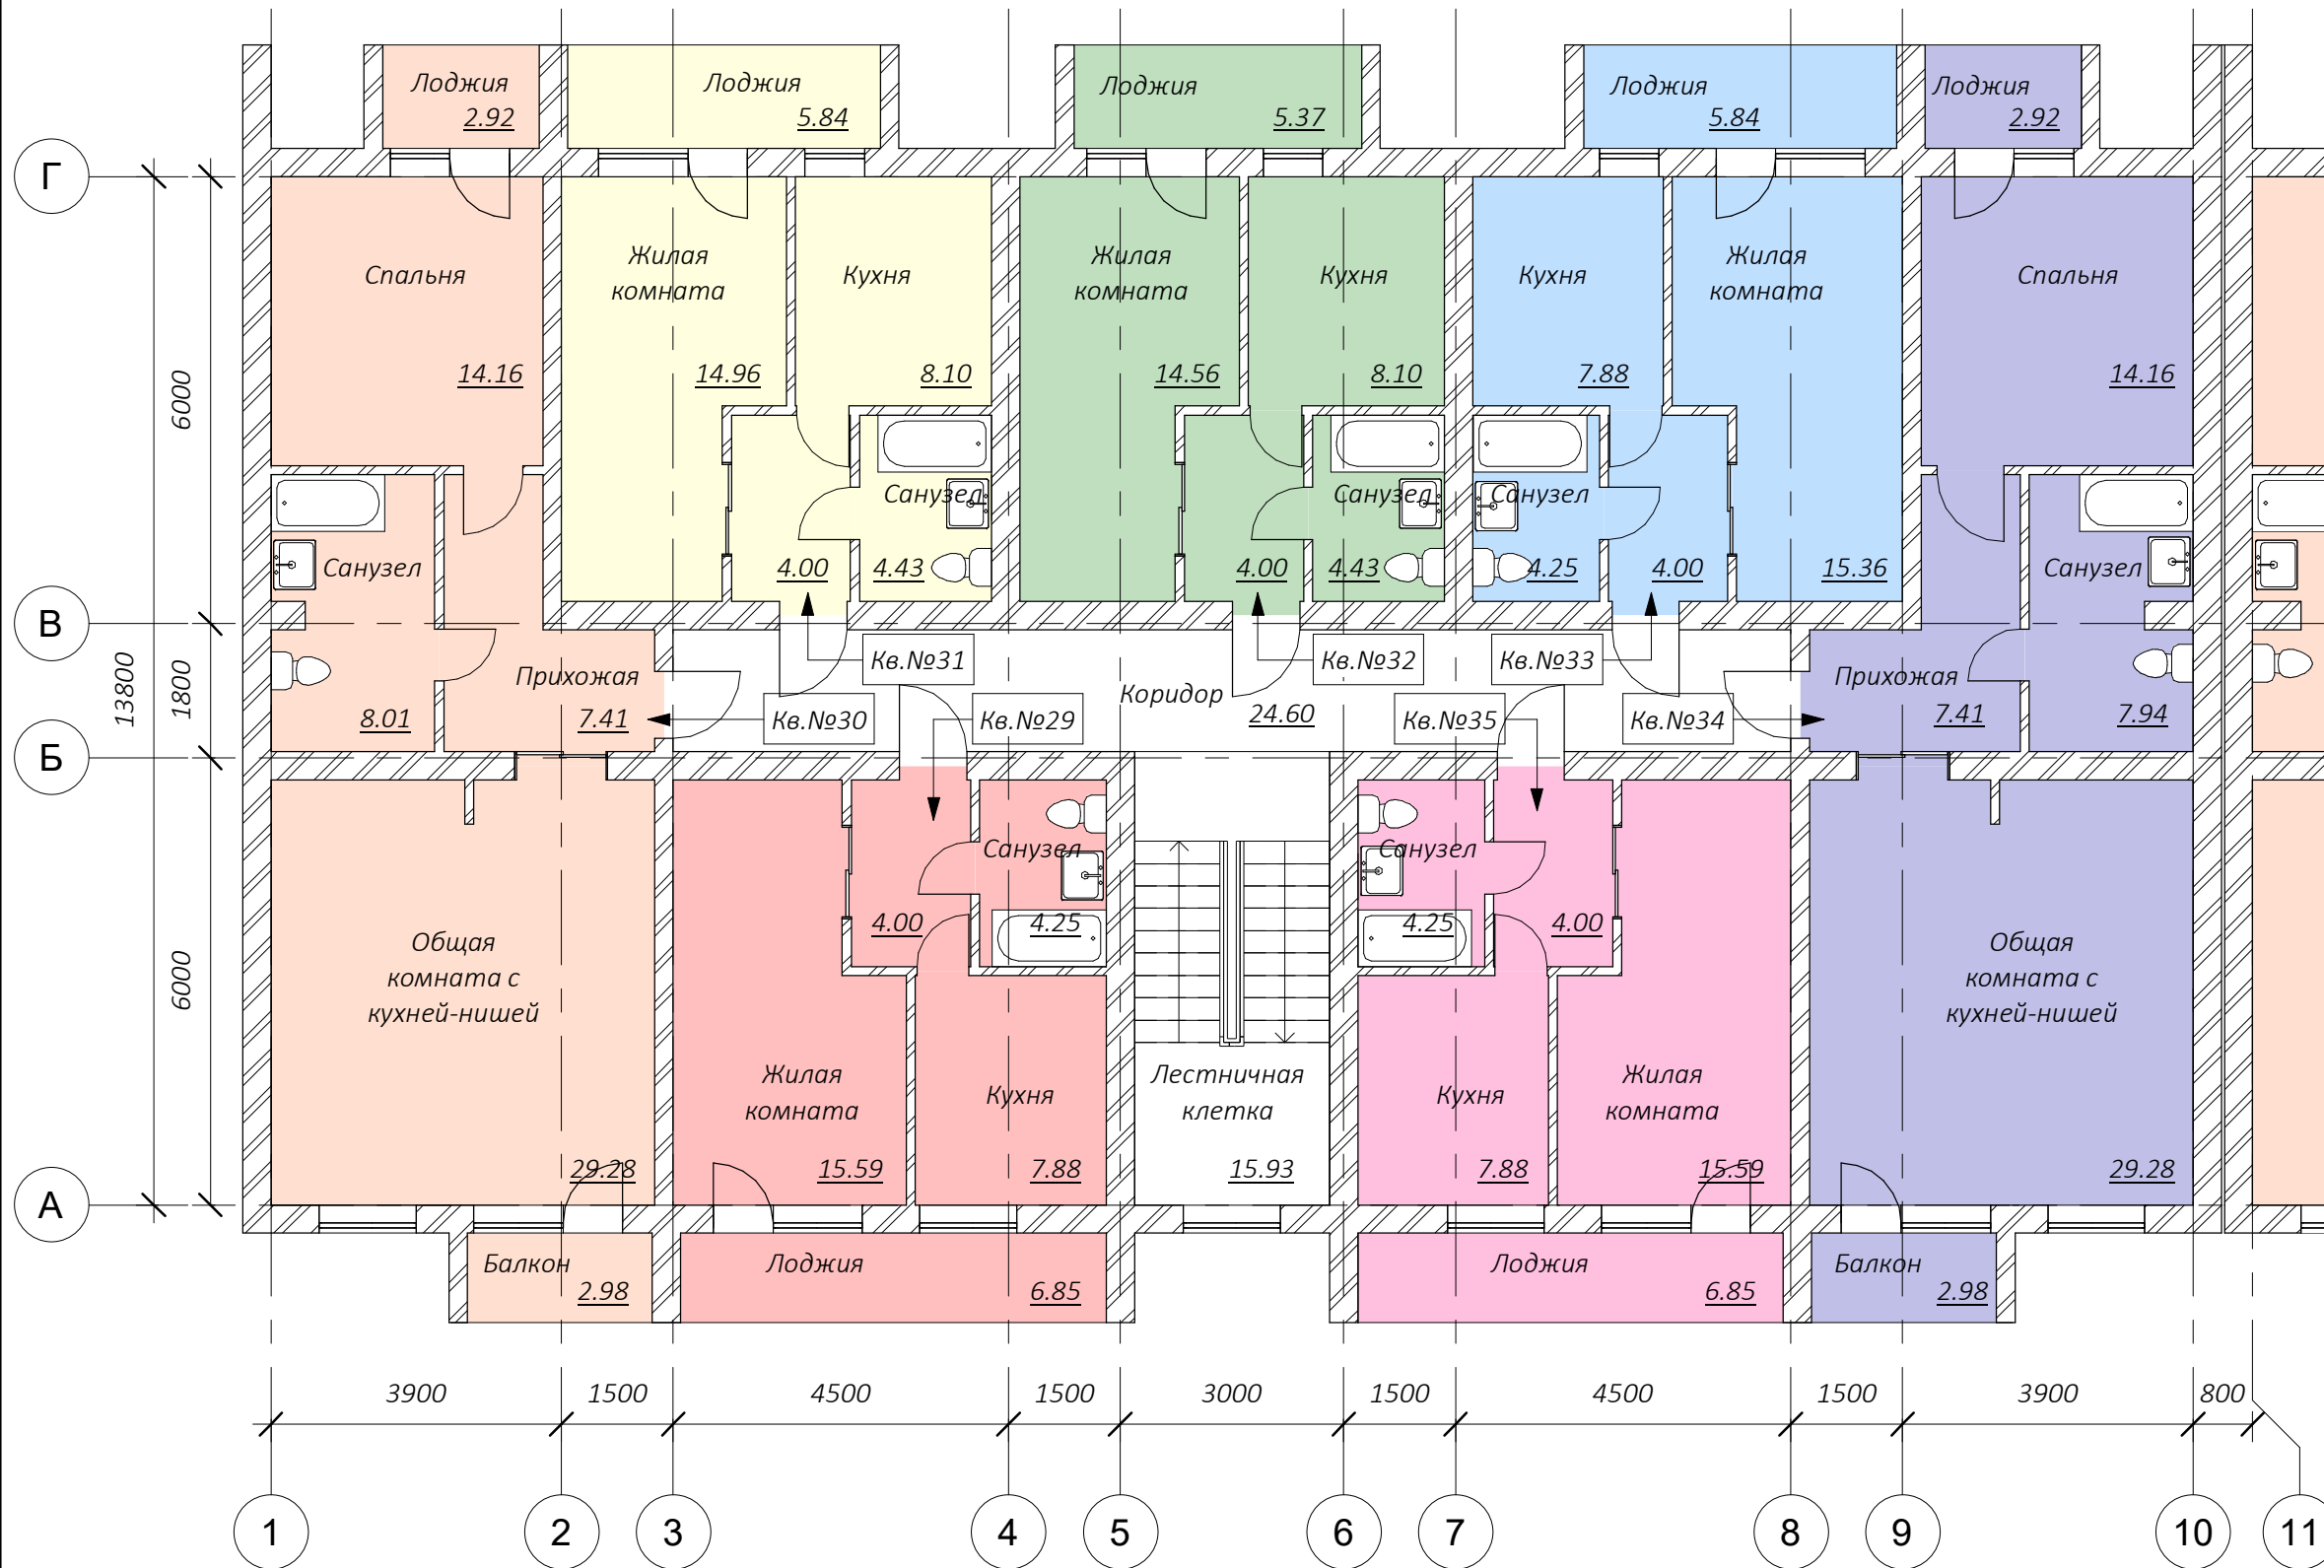 Лоджия
2.92
Лоджия
5.84
Лоджия
5.37
Лоджия
5.84
Лоджия
2.92
Г
Спальня
14.16
Жилая
комната
14.96
Кухня
8.10
Жилая
комната
14.56
Кухня
8.10
Кухня
7.88
Жилая
комната
15.36
Спальня
14.16
6000
Санузел
8.01
4.00
Санузел
4.43
4.00
Санузел
4.43
Санузел
4.25
4.00
Санузел
7.94
В
13800
1800
Прихожая
7.41
Кв.№31
Кв.№30
Кв.№29
Коридор
24.60
Кв.№32
Кв.№33
Кв.№35
Кв.№34
Прихожая
7.41
Б
6000
Общая
комната с
кухней-нишей
29.28
4.00
Санузел
4.25
Жилая
комната
15.59
Кухня
7.88
Лестничная
клетка
15.93
Санузел
4.25
4.00
Кухня
7.88
Жилая
комната
15.59
Общая
комната с
кухней-нишей
29.28
А
Балкон
2.98
Лоджия
6.85
Лоджия
6.85
Балкон
2.98
3900
1500
4500
1500
3000
1500
4500
1500
3900
800
1
2
3
4
5
6
7
8
9
10
11